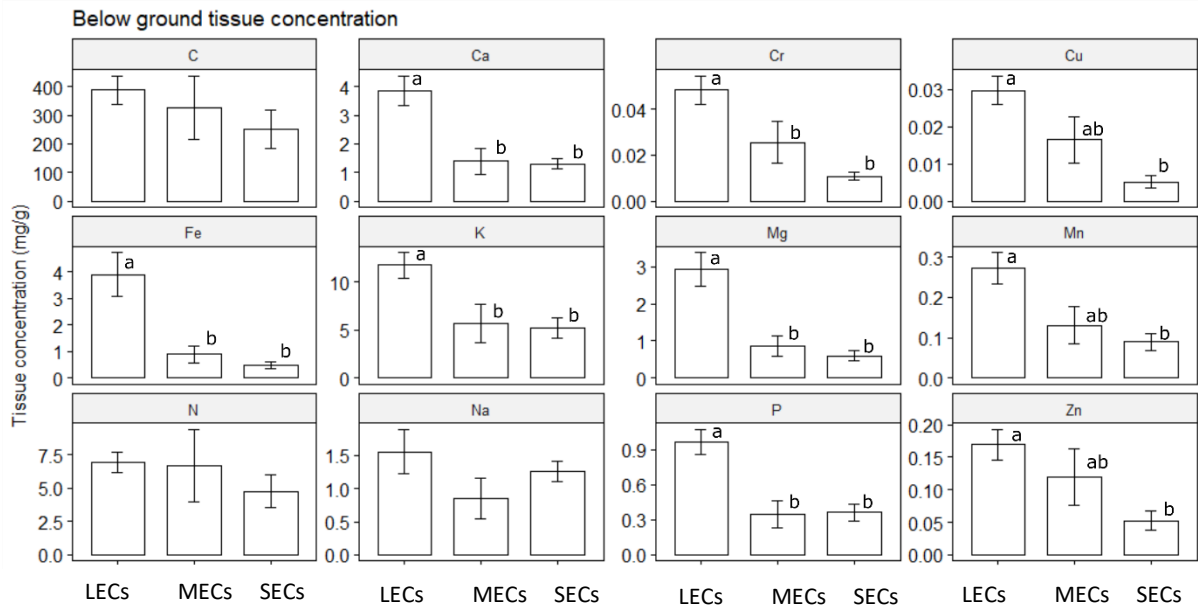 Below ground tissue concentration
C Ca Cr Cu
400 300 200 100 0
a b b
4 3 2 1 0
a b b
0.04 0.02 0.00
a ab b
0.03 0.02 0.01 0.00
Tissue concentration (mg/g)
Fe K Mg Mn
a b b
4 3 2 1 0
a b b
10 5 0
a b b
3 2 1 0
a ab b
0.3 0.2 0.1 0.0
N Na P Zn
7.5 5.0 2.5 0.0
1.5 1.0 0.5 0.0
a b b
0.9 0.6 0.3 0.0
a ab b
0.20 0.15 0.10 0.05 0.00
LECs MECs SECs LECs MECs SECs LECs MECs SECs LECs MECs SECs